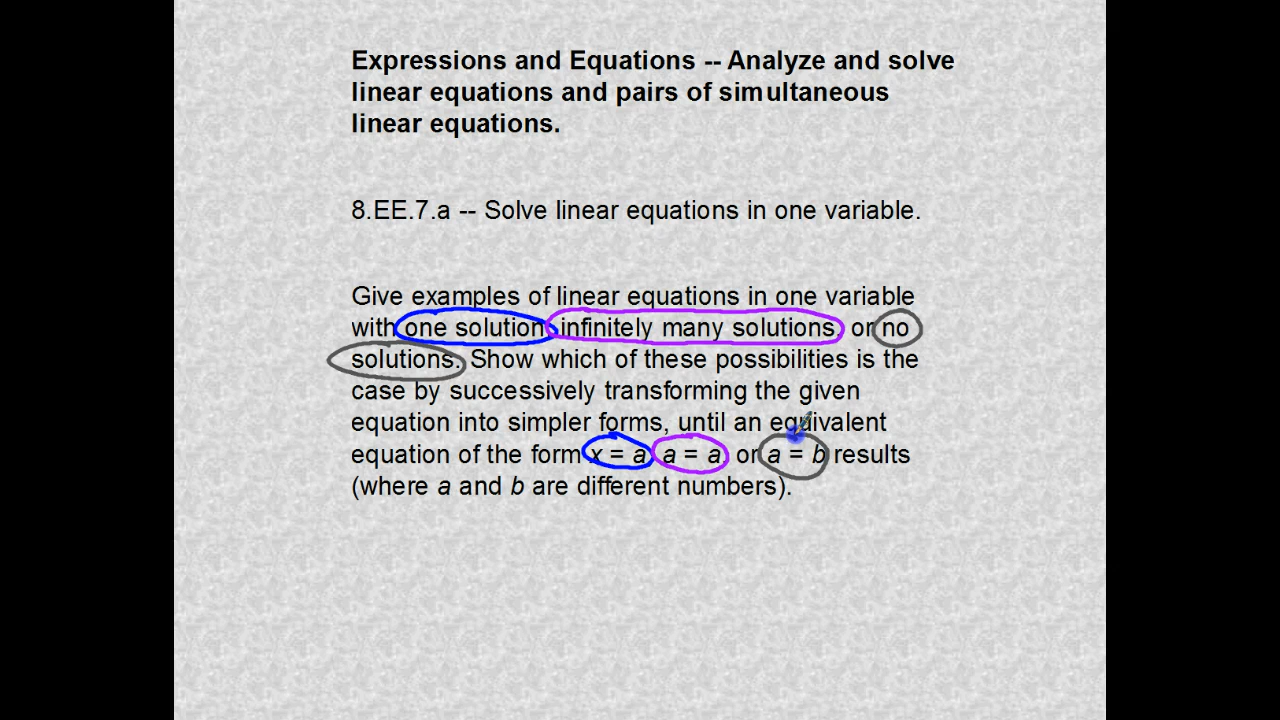 Expressions and Equations -- Analyze and solve
linear equations and pairs of simultaneous
linear equations.
8.EE.7.a -- Solve linear equations in one variable.
Give examples of linear equations in one variable
with one solution, infinitely many solutions, or no
solutions. Show which of these possibilities is the
case by successively transforming the given
equation into simpler forms, until an equivalent
equation of the form x = a, a = a, or a = b results
(where a and b are different numbers).